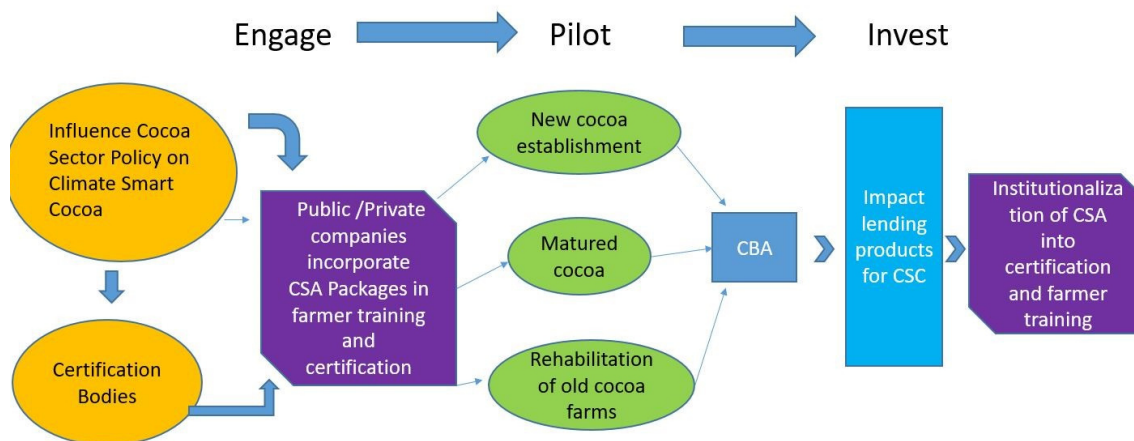 Engage
Pilot
Invest
Influence Cocoa
Sector Policy on
Climate Smart
Cocoa
Certification
Bodies
Public /Private
companies
incorporate
CSA Packages in
farmer training
and
certification
New cocoa
establishment
Matured
cocoa
Rehabilitation
of old cocoa
farms
CBA
Impact
lending
products
for CSC
Institutionaliza
tion of CSA
into
certification
and farmer
training